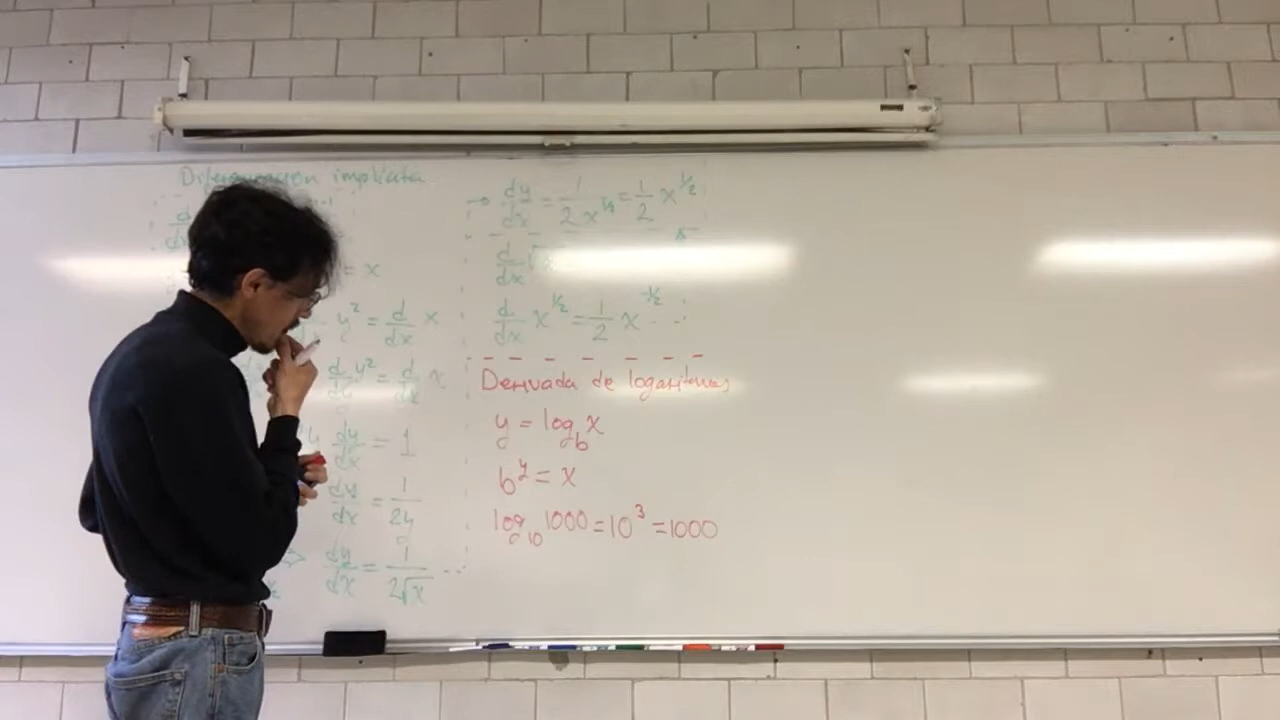 Diferenciación implícita
d
= x
y² = d/dx x
d/dx y² = d/dx x
dy/dx = 1
dy/dx = 1/2y
⇒ dy/dx = 1/2√x
→ dy/dx = 1/2x^1/2 = 1/2 x^1/2
d/dx √
d/dx x^1/2 = 1/2 x^-1/2
Derivada de logaritmos
y = log_b x
b^y = x
log_10 1000 = 10³ = 1000